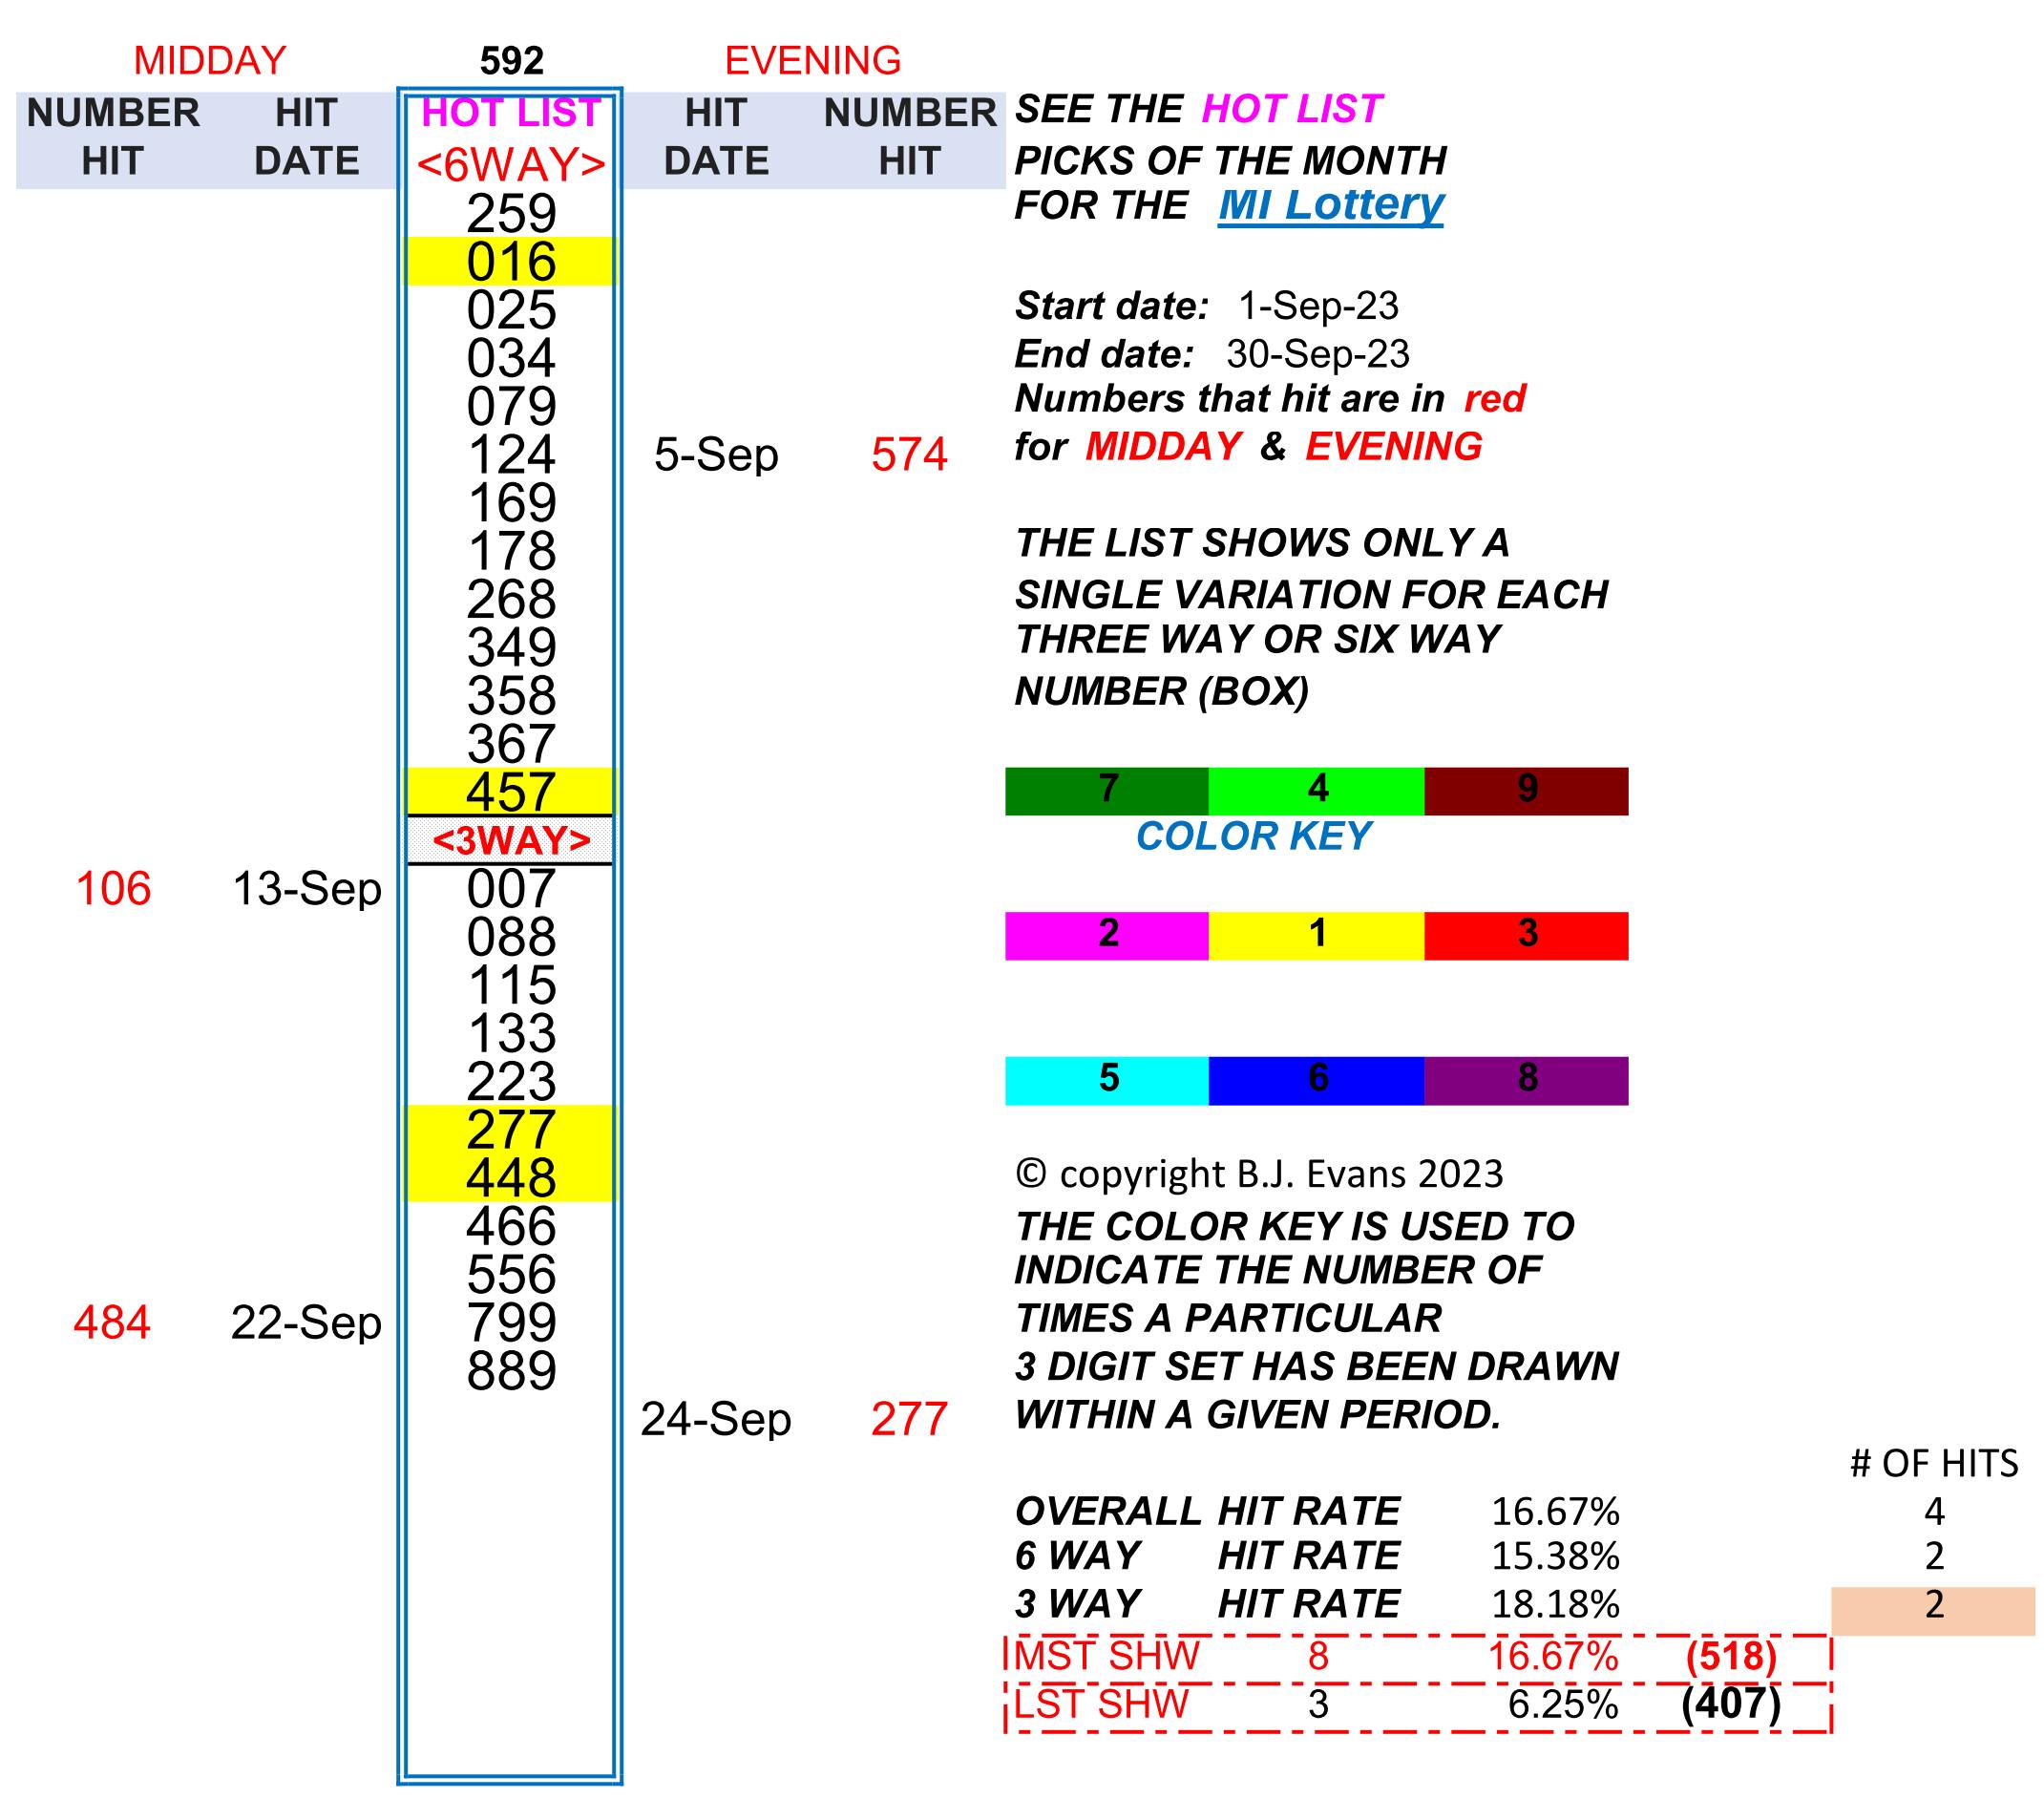 MIDDAY 592 EVENING
NUMBER HIT HOT LIST HIT NUMBER SEE THE HOT LIST
HIT DATE <6WAY> DATE HIT PICKS OF THE MONTH
259 FOR THE MI Lottery
016
025 Start date: 1-Sep-23
034 End date: 30-Sep-23
079 Numbers that hit are in red
124 5-Sep 574 for MIDDAY & EVENING
169
178 THE LIST SHOWS ONLY A
268 SINGLE VARIATION FOR EACH
349 THREE WAY OR SIX WAY
358 NUMBER (BOX)
367
457 7 4 9
<3WAY> COLOR KEY
106 13-Sep 007
088 2 1 3
115
133
223 5 6 8
277
448 © copyright B.J. Evans 2023
466 THE COLOR KEY IS USED TO
556 INDICATE THE NUMBER OF
484 22-Sep 799 TIMES A PARTICULAR
889 3 DIGIT SET HAS BEEN DRAWN
24-Sep 277 WITHIN A GIVEN PERIOD.
# OF HITS
OVERALL HIT RATE 16.67% 4
6 WAY HIT RATE 15.38% 2
3 WAY HIT RATE 18.18% 2
MST SHW 8 16.67% (518)
LST SHW 3 6.25% (407)